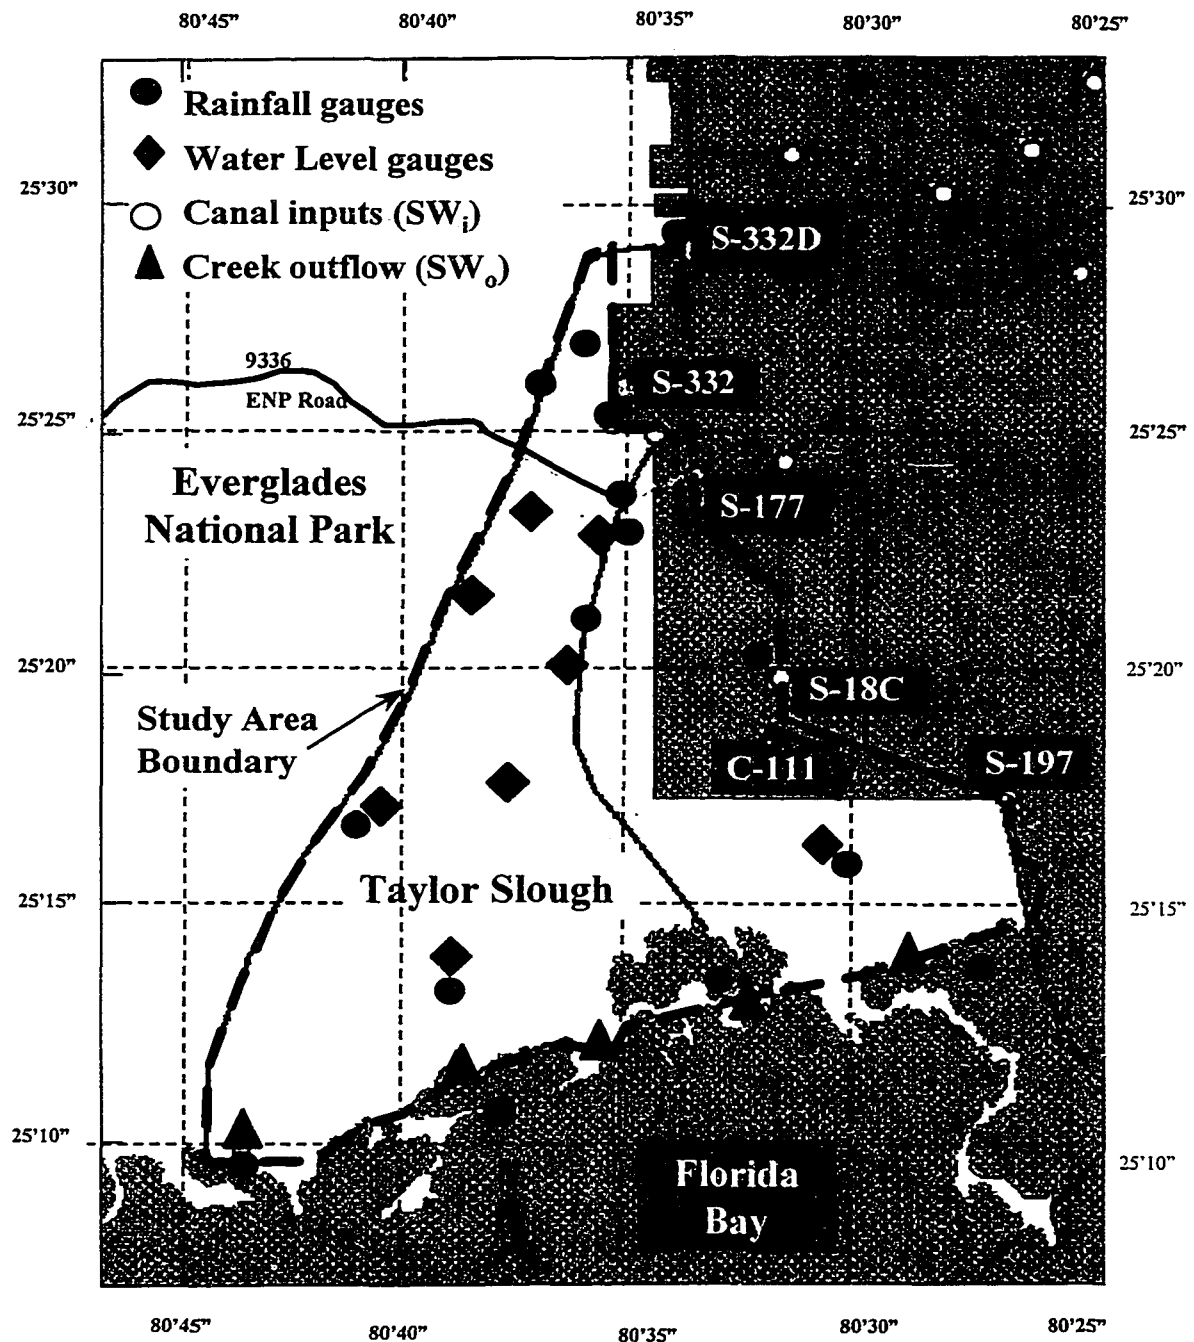 80'45" 80'40" 80'35" 80'30" 80'25"
Rainfall gauges
Water Level gauges
25'30" 25'30"
Canal inputs (SWi)
S-332D
Creek outflow (SWo)
9336
S-332
ENP Road
25'25" 25'25"
Everglades
National Park
S-177
25'20" 25'20"
S-18C
Study Area
Boundary
C-111
S-197
Taylor Slough
25'15" 25'15"
25'10" 25'10"
Florida
Bay
80'45" 80'40" 80'35" 80'30" 80'25"